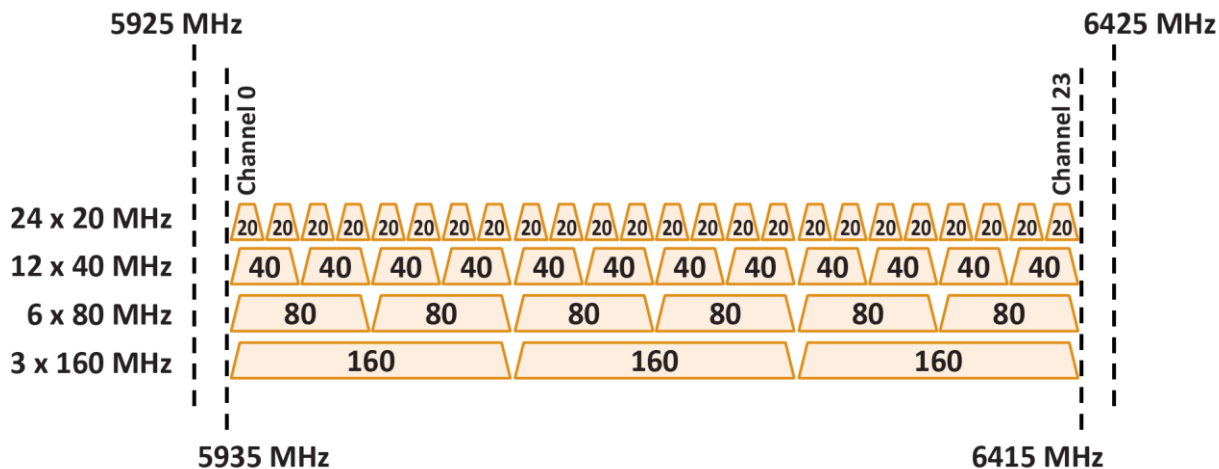 5925 MHz
6425 MHz
Channel 0
Channel 23
24 x 20 MHz
20 20 20 20 20 20 20 20 20 20 20 20 20 20 20 20 20 20 20 20 20 20 20 20
12 x 40 MHz
40 40 40 40 40 40 40 40 40 40 40 40
6 x 80 MHz
80 80 80 80 80 80
3 x 160 MHz
160 160 160
5935 MHz
6415 MHz